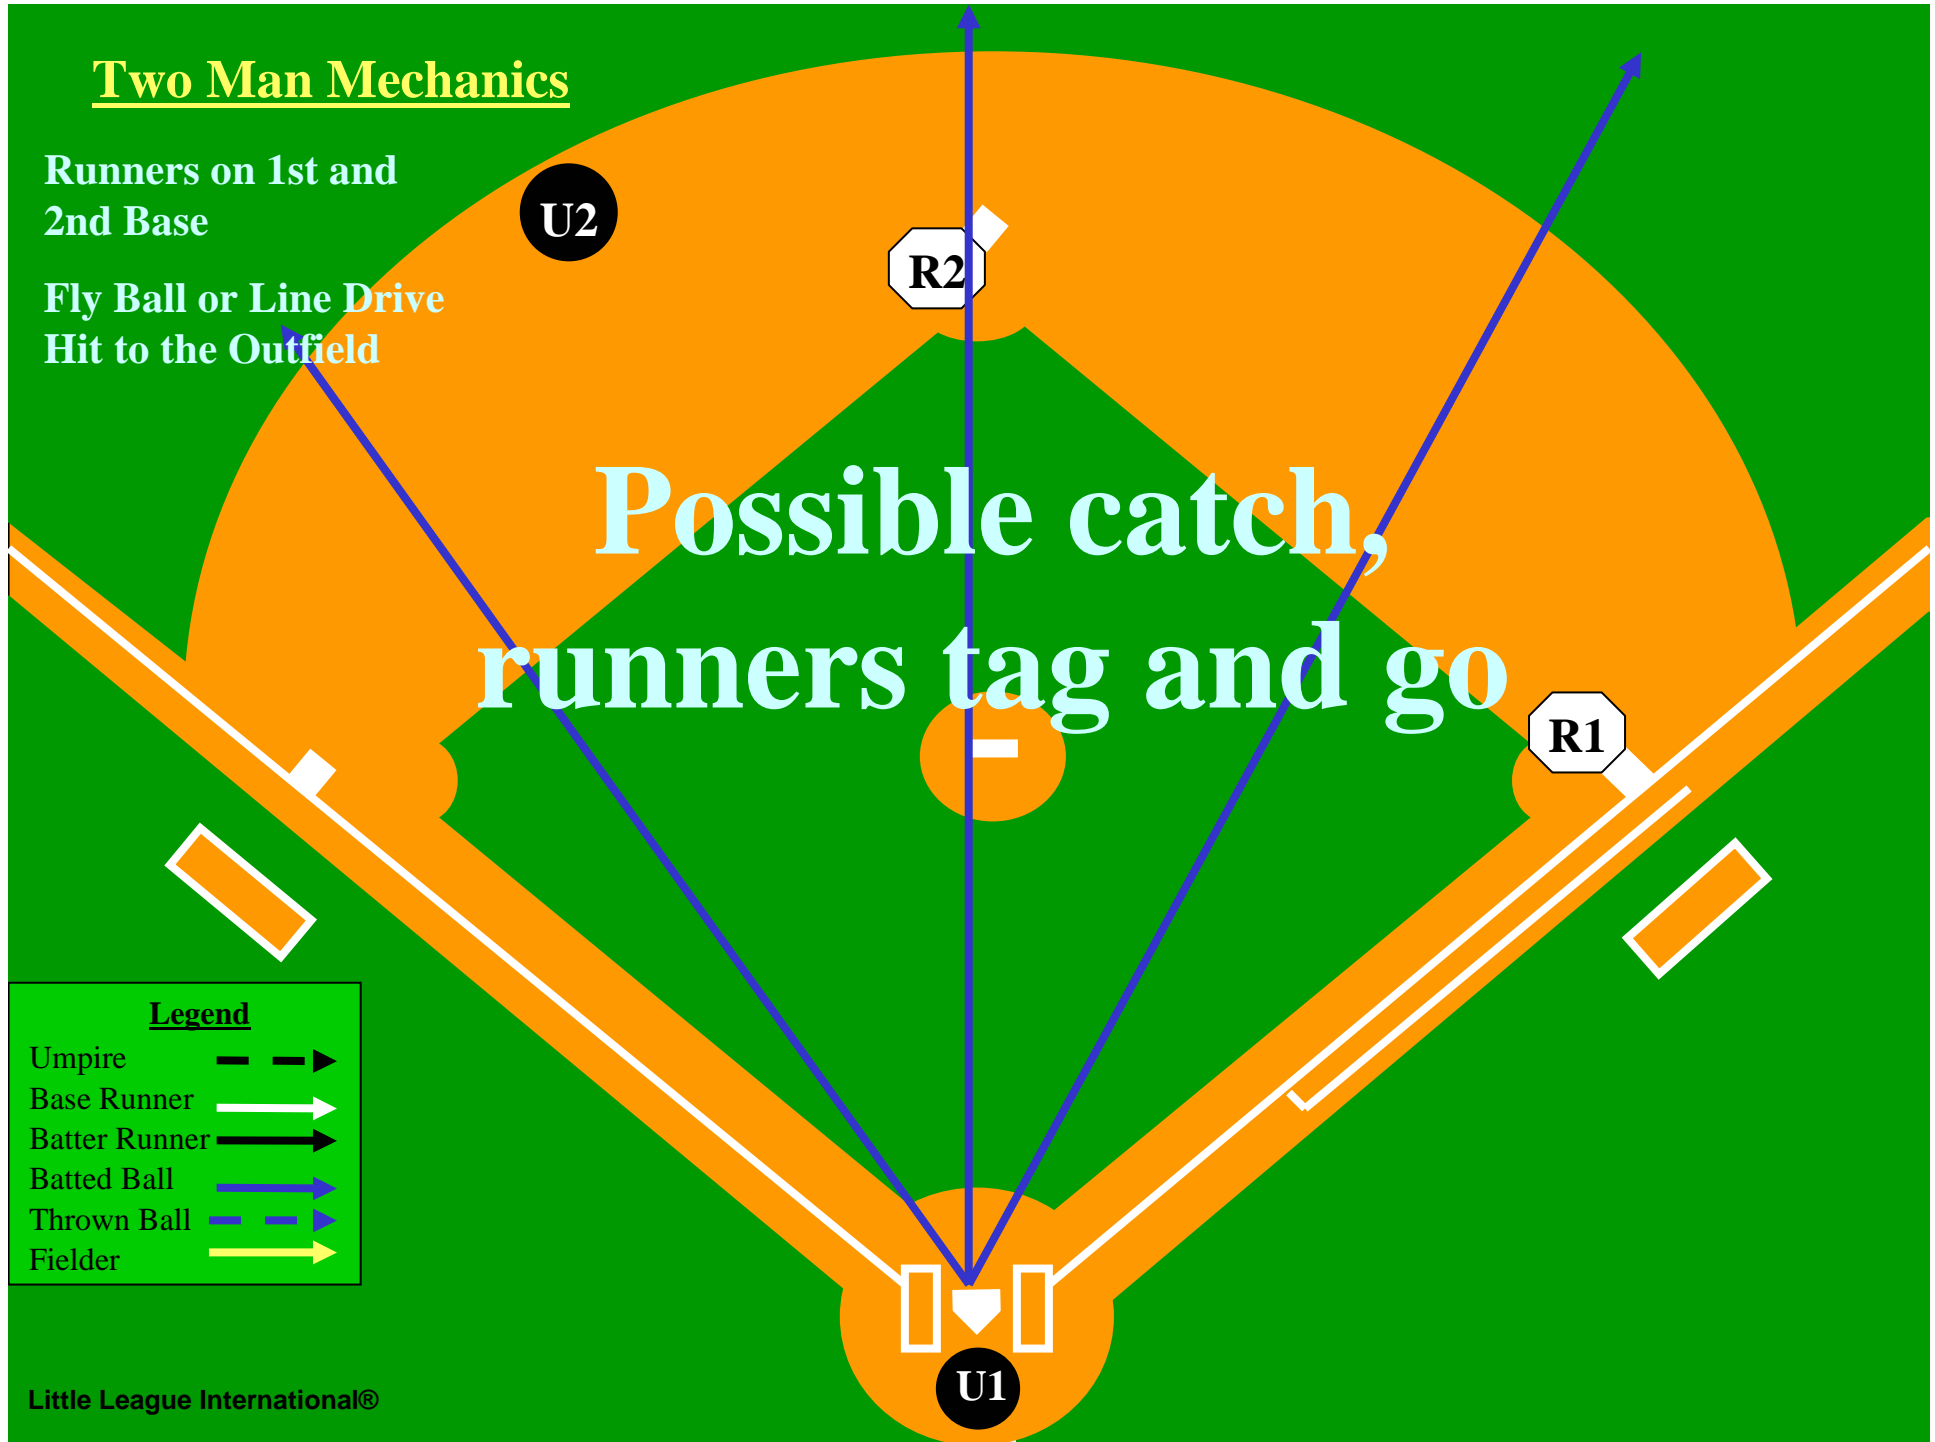 Two Man Mechanics
Runners on 1st and
2nd Base
Fly Ball or Line Drive
Hit to the Outfield
U2
R2
Possible catch,
runners tag and go
R1
Legend
Umpire
Base Runner
Batter Runner
Batted Ball
Thrown Ball
Fielder
U1
Little League International®